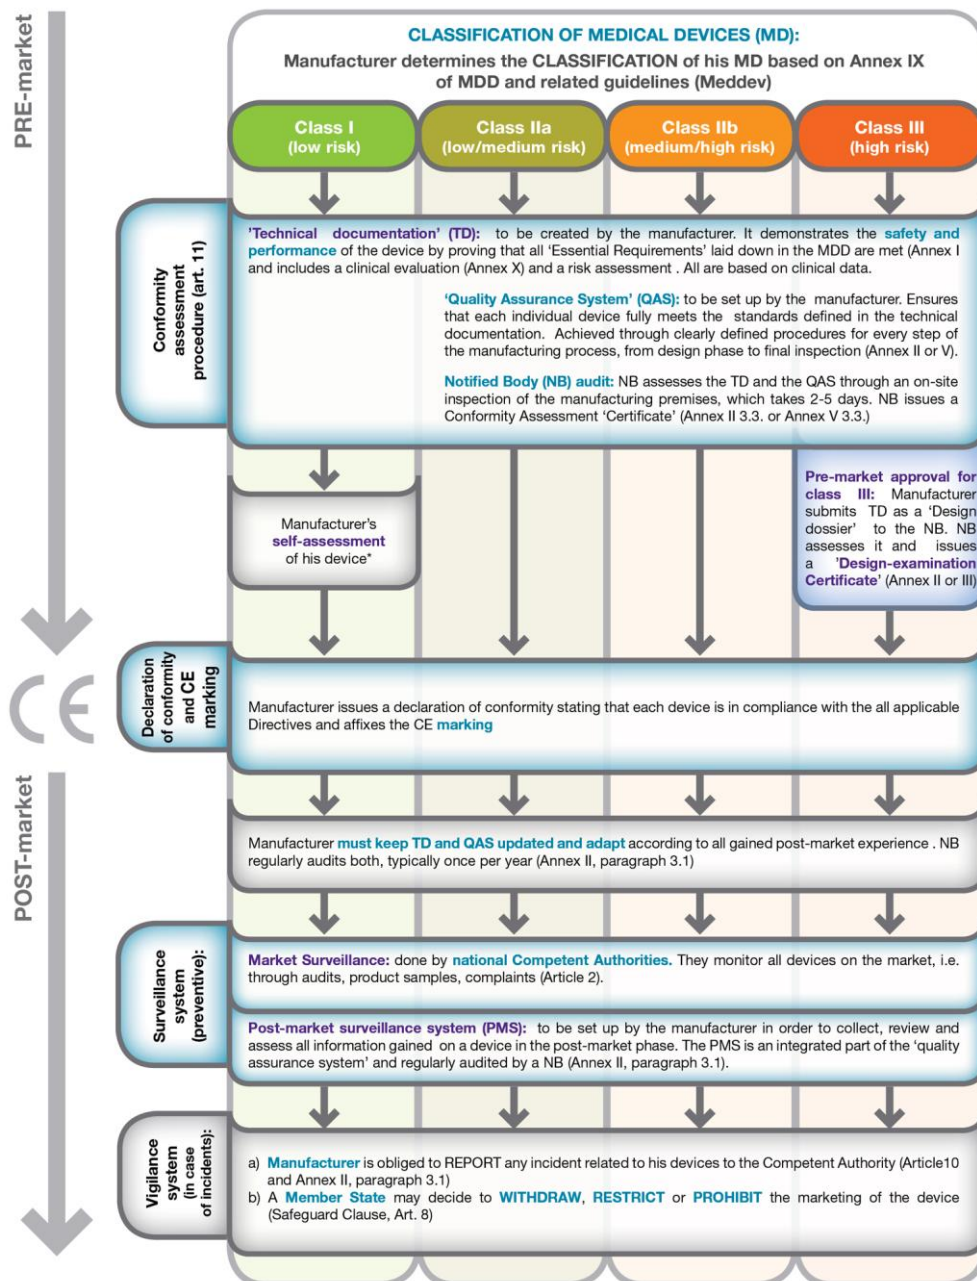 PRE-market
CLASSIFICATION OF MEDICAL DEVICES (MD):
Manufacturer determines the CLASSIFICATION of his MD based on Annex IX
of MDD and related guidelines (Meddev)
Class I
(low risk)
Class IIa
(low/medium risk)
Class IIb
(medium/high risk)
Class III
(high risk)
Conformity
assessment
procedure (art. 11)
'Technical documentation' (TD): to be created by the manufacturer. It demonstrates the safety and
performance of the device by proving that all 'Essential Requirements' laid down in the MDD are met (Annex I
and includes a clinical evaluation (Annex X) and a risk assessment . All are based on clinical data.
'Quality Assurance System' (QAS): to be set up by the manufacturer. Ensures
that each individual device fully meets the standards defined in the technical
documentation. Achieved through clearly defined procedures for every step of
the manufacturing process, from design phase to final inspection (Annex II or V).
Notified Body (NB) audit: NB assesses the TD and the QAS through an on-site
inspection of the manufacturing premises, which takes 2-5 days. NB issues a
Conformity Assessment 'Certificate' (Annex II 3.3. or Annex V 3.3.)
Manufacturer's
self-assessment
of his device*
Pre-market approval for
class III: Manufacturer
submits TD as a 'Design
dossier' to the NB. NB
assesses it and issues
a 'Design-examination
Certificate' (Annex II or III)
CE
Declaration
of conformity
and CE
marking
Manufacturer issues a declaration of conformity stating that each device is in compliance with the all applicable
Directives and affixes the CE marking
POST-market
Manufacturer must keep TD and QAS updated and adapt according to all gained post-market experience . NB
regularly audits both, typically once per year (Annex II, paragraph 3.1)
Surveillance
system
(preventive):
Market Surveillance: done by national Competent Authorities. They monitor all devices on the market, i.e.
through audits, product samples, complaints (Article 2).
Post-market surveillance system (PMS): to be set up by the manufacturer in order to collect, review and
assess all information gained on a device in the post-market phase. The PMS is an integrated part of the 'quality
assurance system' and regularly audited by a NB (Annex II, paragraph 3.1).
Vigilance
system
(in case
of incidents):
a) Manufacturer is obliged to REPORT any incident related to his devices to the Competent Authority (Article10
and Annex II, paragraph 3.1)
b) A Member State may decide to WITHDRAW, RESTRICT or PROHIBIT the marketing of the device
(Safeguard Clause, Art. 8)